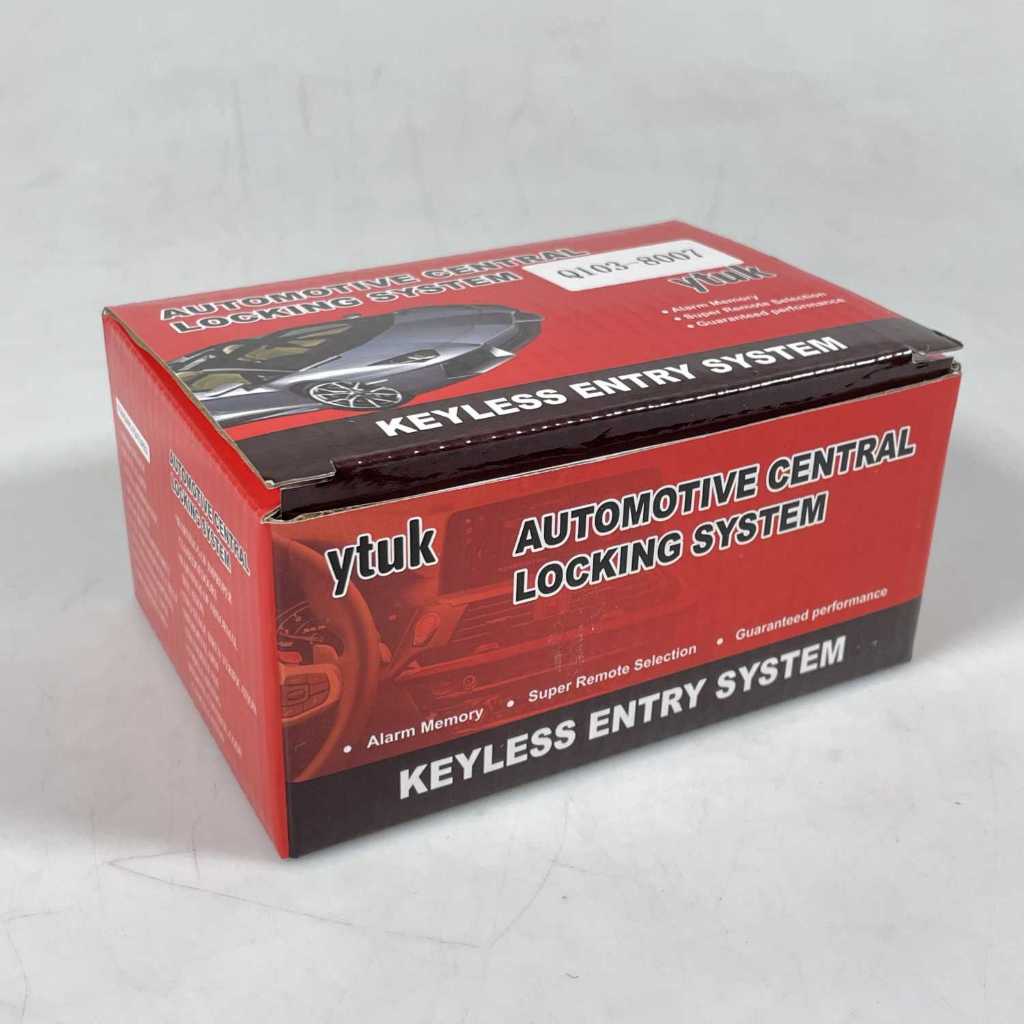 AUTOMOTIVE CENTRAL
LOCKING SYSTEM
Q103-8007
ytuk
• Alarm Memory
• Super Remote Selection
• Guaranteed performance
KEYLESS ENTRY SYSTEM
ytuk
AUTOMOTIVE CENTRAL
LOCKING SYSTEM
• Alarm Memory • Super Remote Selection • Guaranteed performance
KEYLESS ENTRY SYSTEM
AUTOMOTIVE CENTRAL
LOCKING SYSTEM